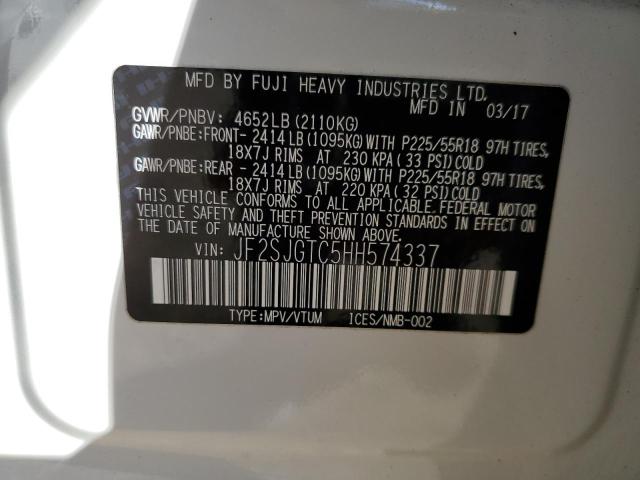 MFD BY FUJI HEAVY INDUSTRIES LTD.
MFD IN 03/17
GVWR/PNBV: 4652LB(2110KG)
GAWR/PNBE:FRONT- 2414LB(1095KG)WITH P225/55R18 97H TIRES,
18X7J RIMS AT 230 KPA(33 PSI)COLD
GAWR/PNBE:REAR - 2414LB(1095KG)WITH P225/55R18 97H TIRES,
18X7J RIMS AT 220 KPA(32 PSI)COLD
THIS VEHICLE CONFORMS TO ALL APPLICABLE FEDERAL MOTOR
VEHICLE SAFETY AND THEFT PREVENTION STANDARDS IN EFFECT ON
THE DATE OF MANUFACTURE SHOWN ABOVE.
VIN: JF2SJGTC5HH574337
TYPE:MPV/VTUM ICES/NMB-002